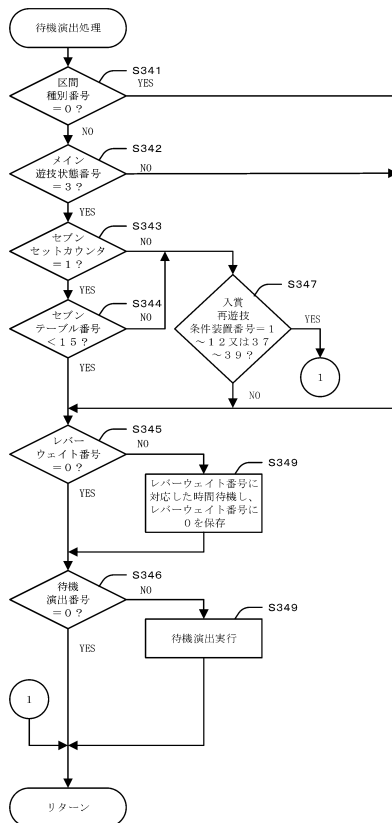 待機演出処理
S341
区間
種別番号
=0?
YES
NO
S342
メイン
遊技状態番号
=3?
NO
YES
S343
セブン
セットカウンタ
=1?
NO
YES
S344
セブン
テーブル番号
<15?
NO
YES
S347
入賞
再遊技
条件装置番号=1
~12又は37
~39?
YES
1
NO
S345
レバー
ウェイト番号
=0?
NO
YES
S349
レバーウェイト番号に
対応した時間待機し、
レバーウェイト番号に
0を保存
S346
待機
演出番号
=0?
NO
YES
S349
待機演出実行
1
リターン